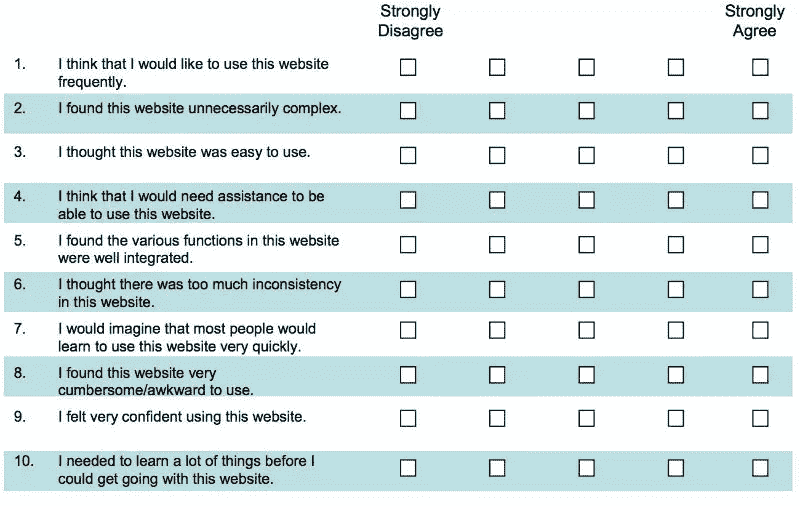 Strongly Disagree
Strongly Agree
1. I think that I would like to use this website
frequently.
2. I found this website unnecessarily complex.
3. I thought this website was easy to use.
4. I think that I would need assistance to be
able to use this website.
5. I found the various functions in this website
were well integrated.
6. I thought there was too much inconsistency
in this website.
7. I would imagine that most people would
learn to use this website very quickly.
8. I found this website very
cumbersome/awkward to use.
9. I felt very confident using this website.
10. I needed to learn a lot of things before I
could get going with this website.